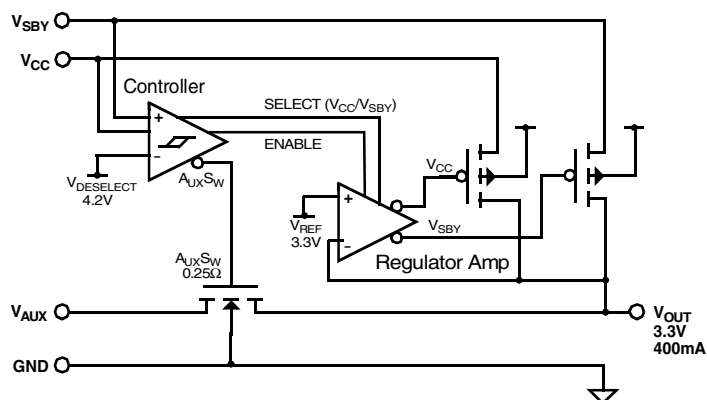 VSBY
VCC
Controller
+
-
SELECT (VCC/VSBY)
ENABLE
VDESELECT
4.2V
AUXSW
VCC
+
-
VREF
3.3V
VSBY
Regulator Amp
AUXSW
0.25Ω
VAUX
VOUT
3.3V
400mA
GND